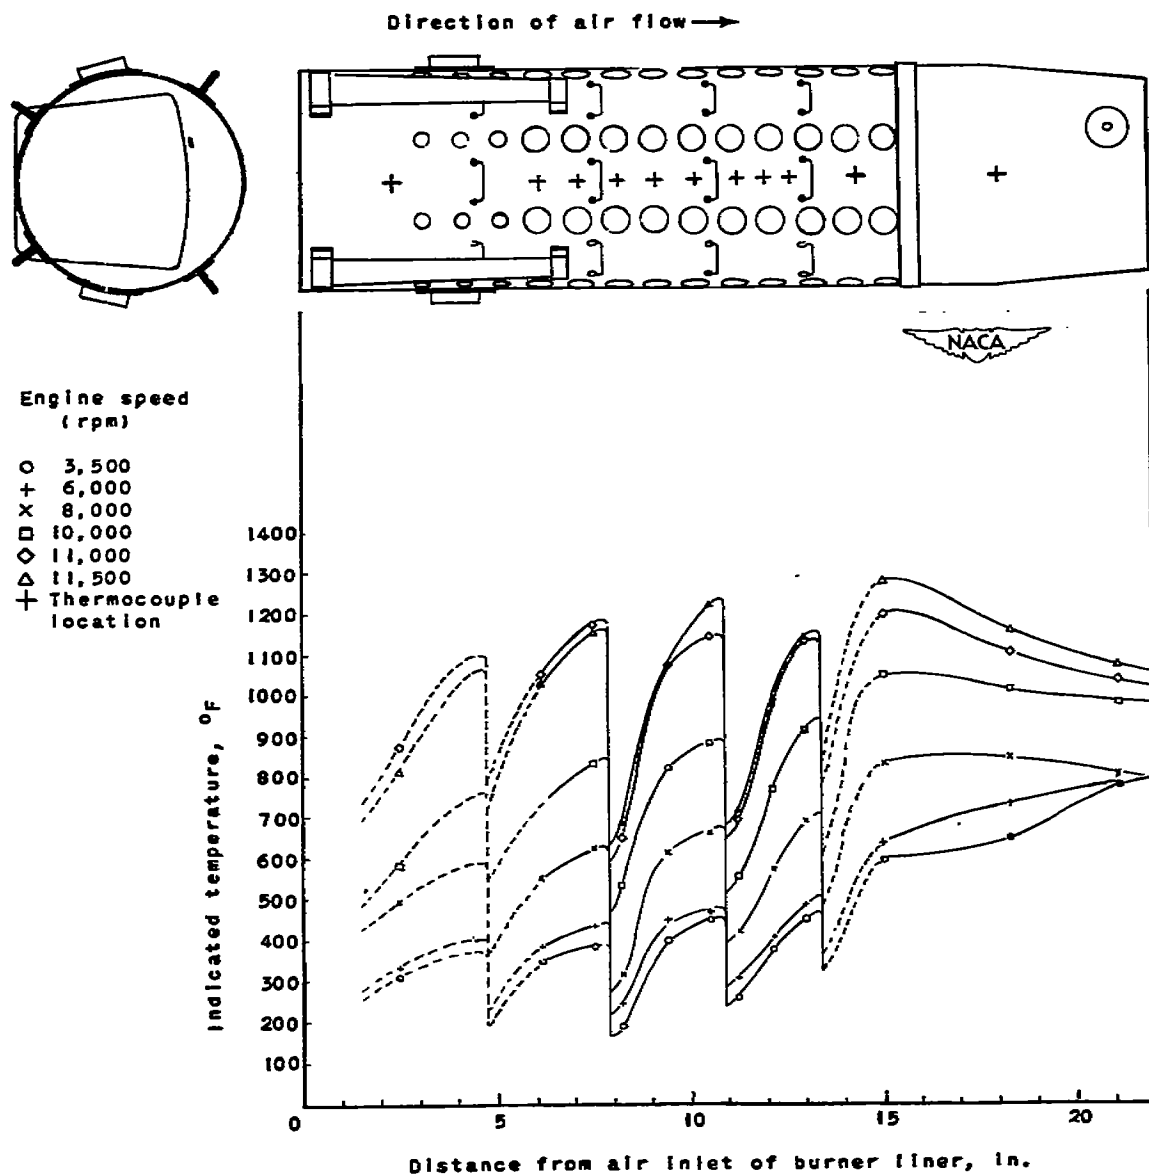 Direction of air flow
NACA
Engine speed
(rpm)
3,500
6,000
8,000
10,000
11,000
11,500
Thermocouple
location
1400
1300
1200
1100
1000
900
800
700
600
500
400
300
200
100
Indicated temperature, °F
0 5 10 15 20
Distance from air inlet of burner liner, in.